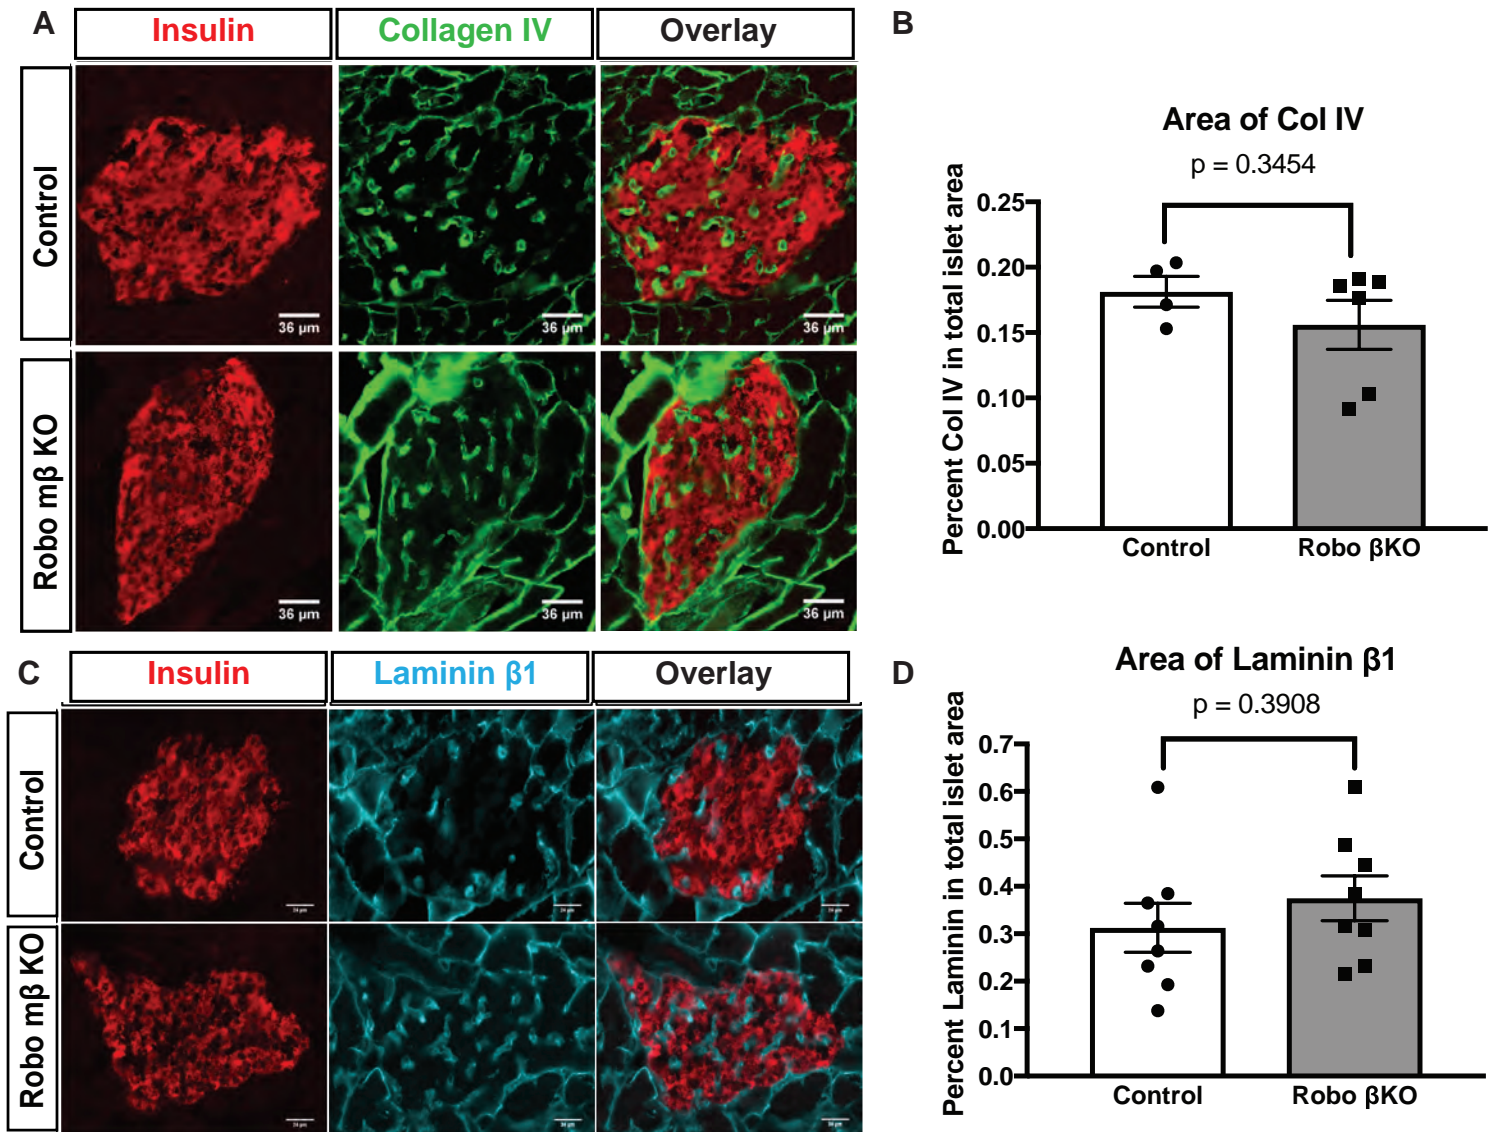 A
Insulin
Collagen IV
Overlay
Control
36 µm
36 µm
36 µm
Robo mβ KO
36 µm
36 µm
36 µm
B
Area of Col IV
p = 0.3454
Percent Col IV in total islet area
0.25
0.20
0.15
0.10
0.05
0.00
Control
Robo βKO
C
Insulin
Laminin β1
Overlay
Control
Robo mβ KO
D
Area of Laminin β1
p = 0.3908
Percent Laminin in total islet area
0.7
0.6
0.5
0.4
0.3
0.2
0.1
0.0
Control
Robo βKO